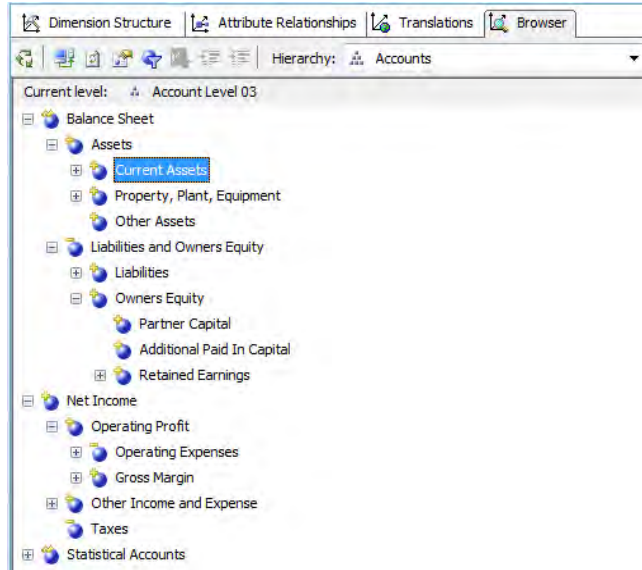 Dimension Structure Attribute Relationships Translations Browser
Hierarchy: Accounts
Current level: Account Level 03
Balance Sheet
Assets
Current Assets
Property, Plant, Equipment
Other Assets
Liabilities and Owners Equity
Liabilities
Owners Equity
Partner Capital
Additional Paid In Capital
Retained Earnings
Net Income
Operating Profit
Operating Expenses
Gross Margin
Other Income and Expense
Taxes
Statistical Accounts